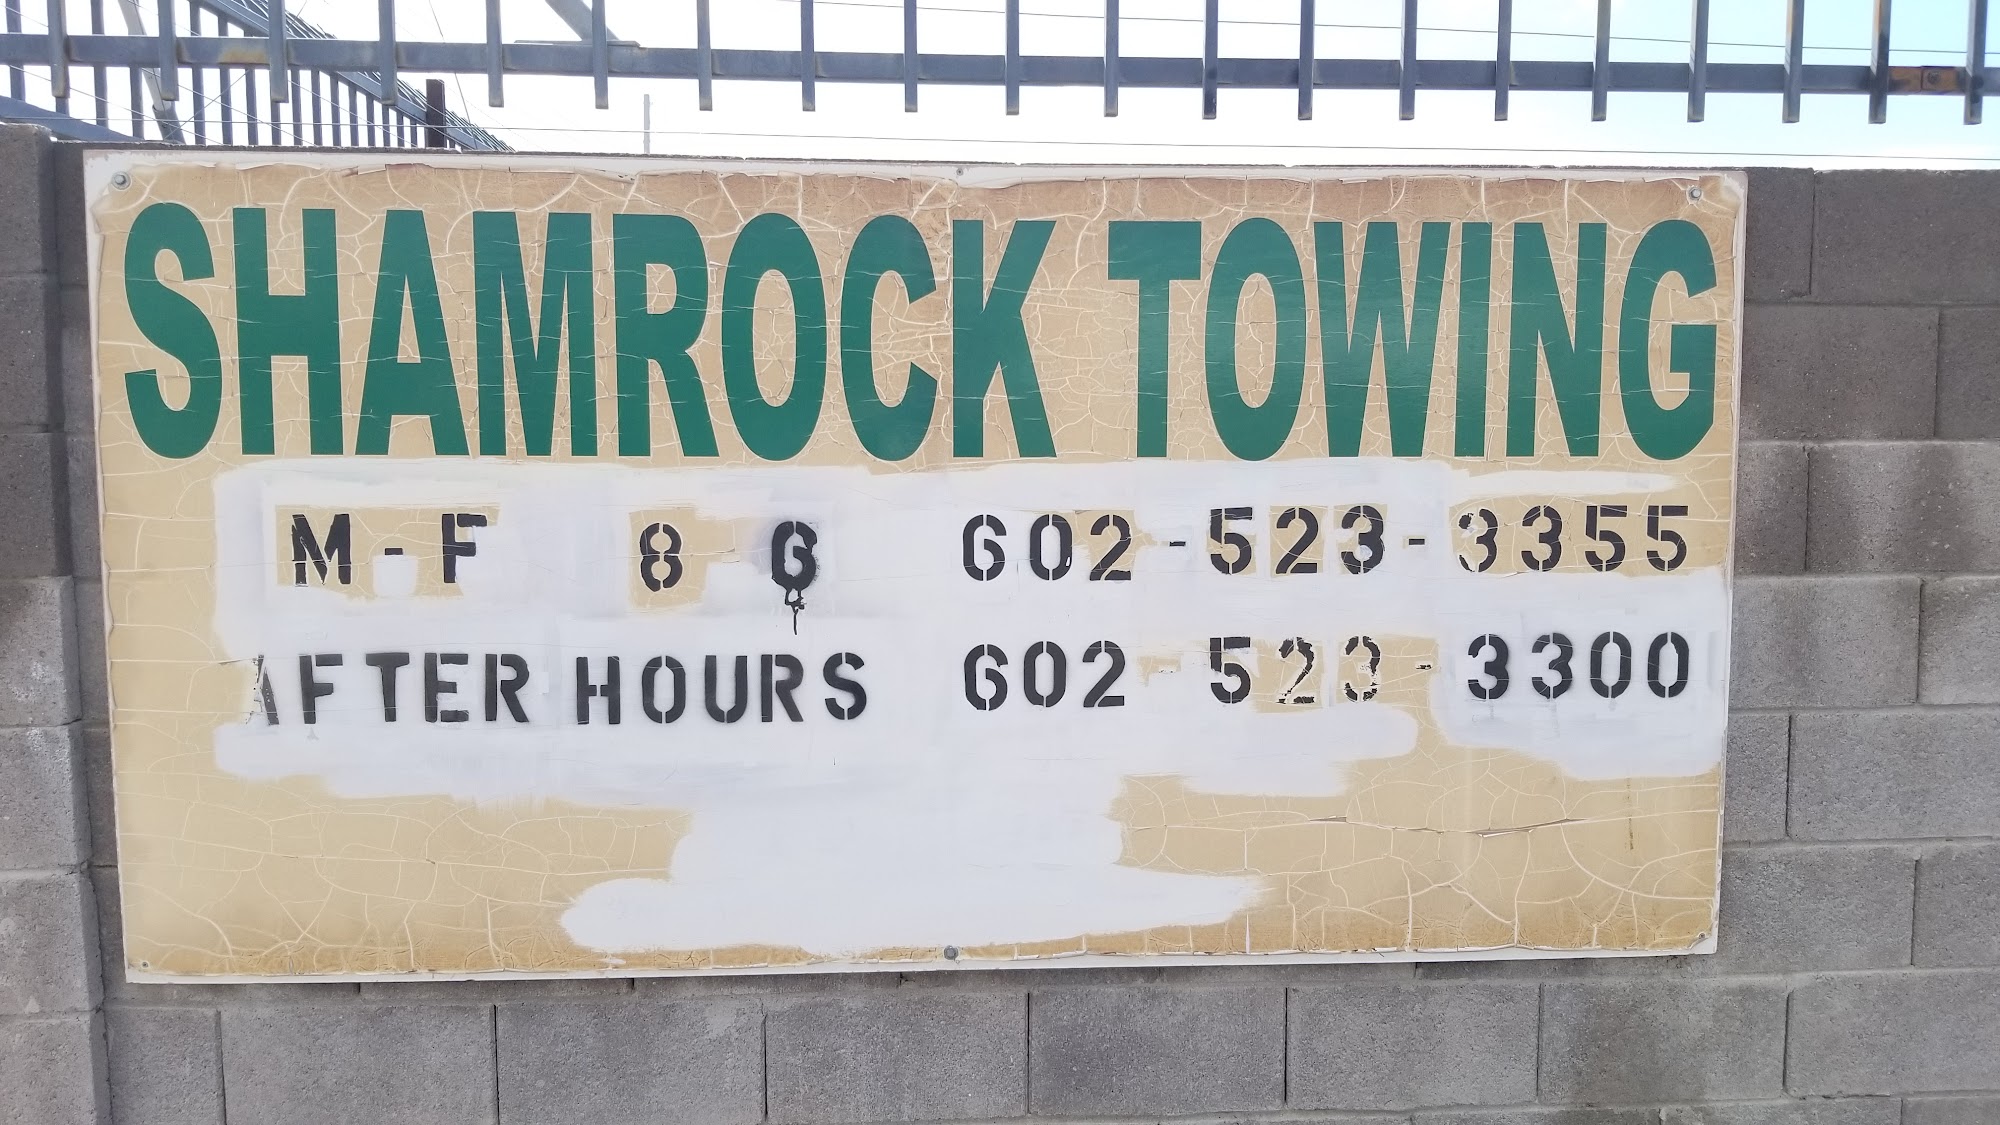 SHAMROCK TOWING
M - F 8 6 602-523-3355
AFTER HOURS 602-523-3300